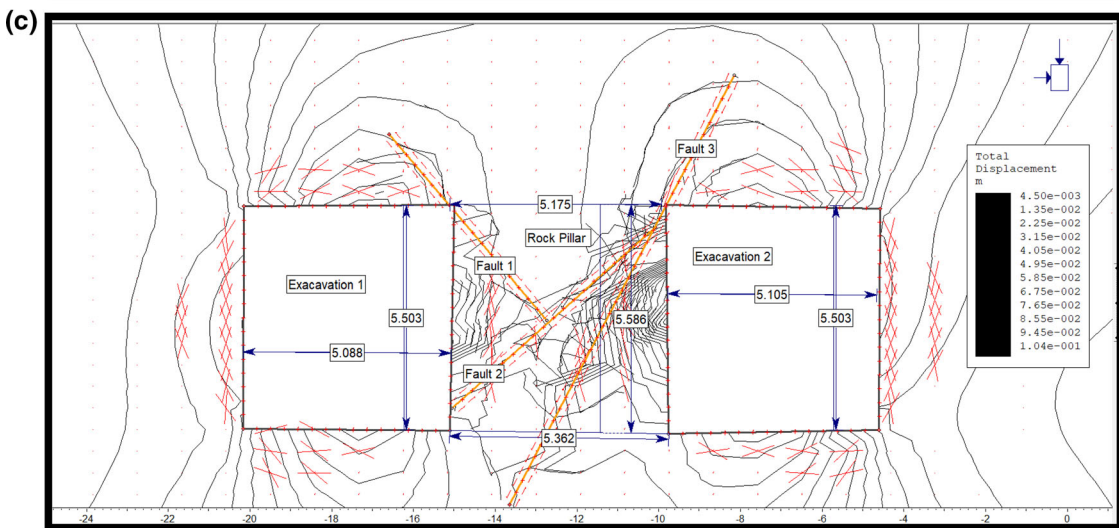 (c)
Fault 3
Total
Displacement
m
4.50e-003
1.35e-002
2.25e-002
3.15e-002
4.05e-002
4.95e-002
5.85e-002
6.75e-002
7.65e-002
8.55e-002
9.45e-002
1.04e-001
5.175
Rock Pillar
Fault 1
Exacavation 1
Exacavation 2
5.503
5.586
5.105
5.503
5.088
Fault 2
5.362
-24 -22 -20 -18 -16 -14 -12 -10 -8 -6 -4 -2 0